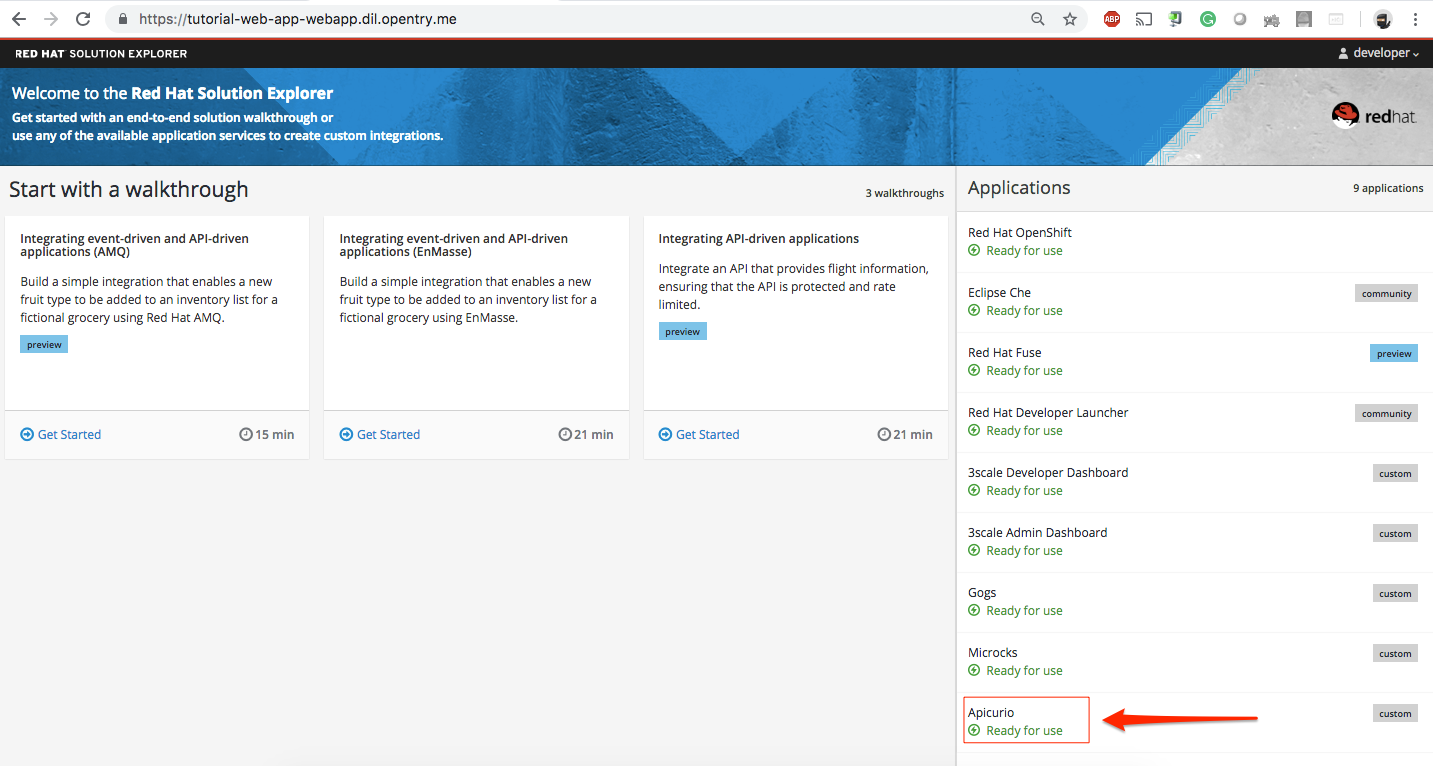 https://tutorial-web-app-webapp.dil.opentry.me
ABP
RED HAT SOLUTION EXPLORER
developer
Welcome to the Red Hat Solution Explorer
Get started with an end-to-end solution walkthrough or
use any of the available application services to create custom integrations.
redhat.
Start with a walkthrough
3 walkthroughs
Integrating event-driven and API-driven
applications (AMQ)
Build a simple integration that enables a new
fruit type to be added to an inventory list for a
fictional grocery using Red Hat AMQ.
preview
Get Started
15 min
Integrating event-driven and API-driven
applications (EnMasse)
Build a simple integration that enables a new
fruit type to be added to an inventory list for a
fictional grocery using EnMasse.
Get Started
21 min
Integrating API-driven applications
Integrate an API that provides flight information,
ensuring that the API is protected and rate
limited.
preview
Get Started
21 min
Applications
9 applications
Red Hat OpenShift
Ready for use
Eclipse Che
community
Ready for use
Red Hat Fuse
preview
Ready for use
Red Hat Developer Launcher
community
Ready for use
3scale Developer Dashboard
custom
Ready for use
3scale Admin Dashboard
custom
Ready for use
Gogs
custom
Ready for use
Microcks
custom
Ready for use
Apicurio
custom
Ready for use